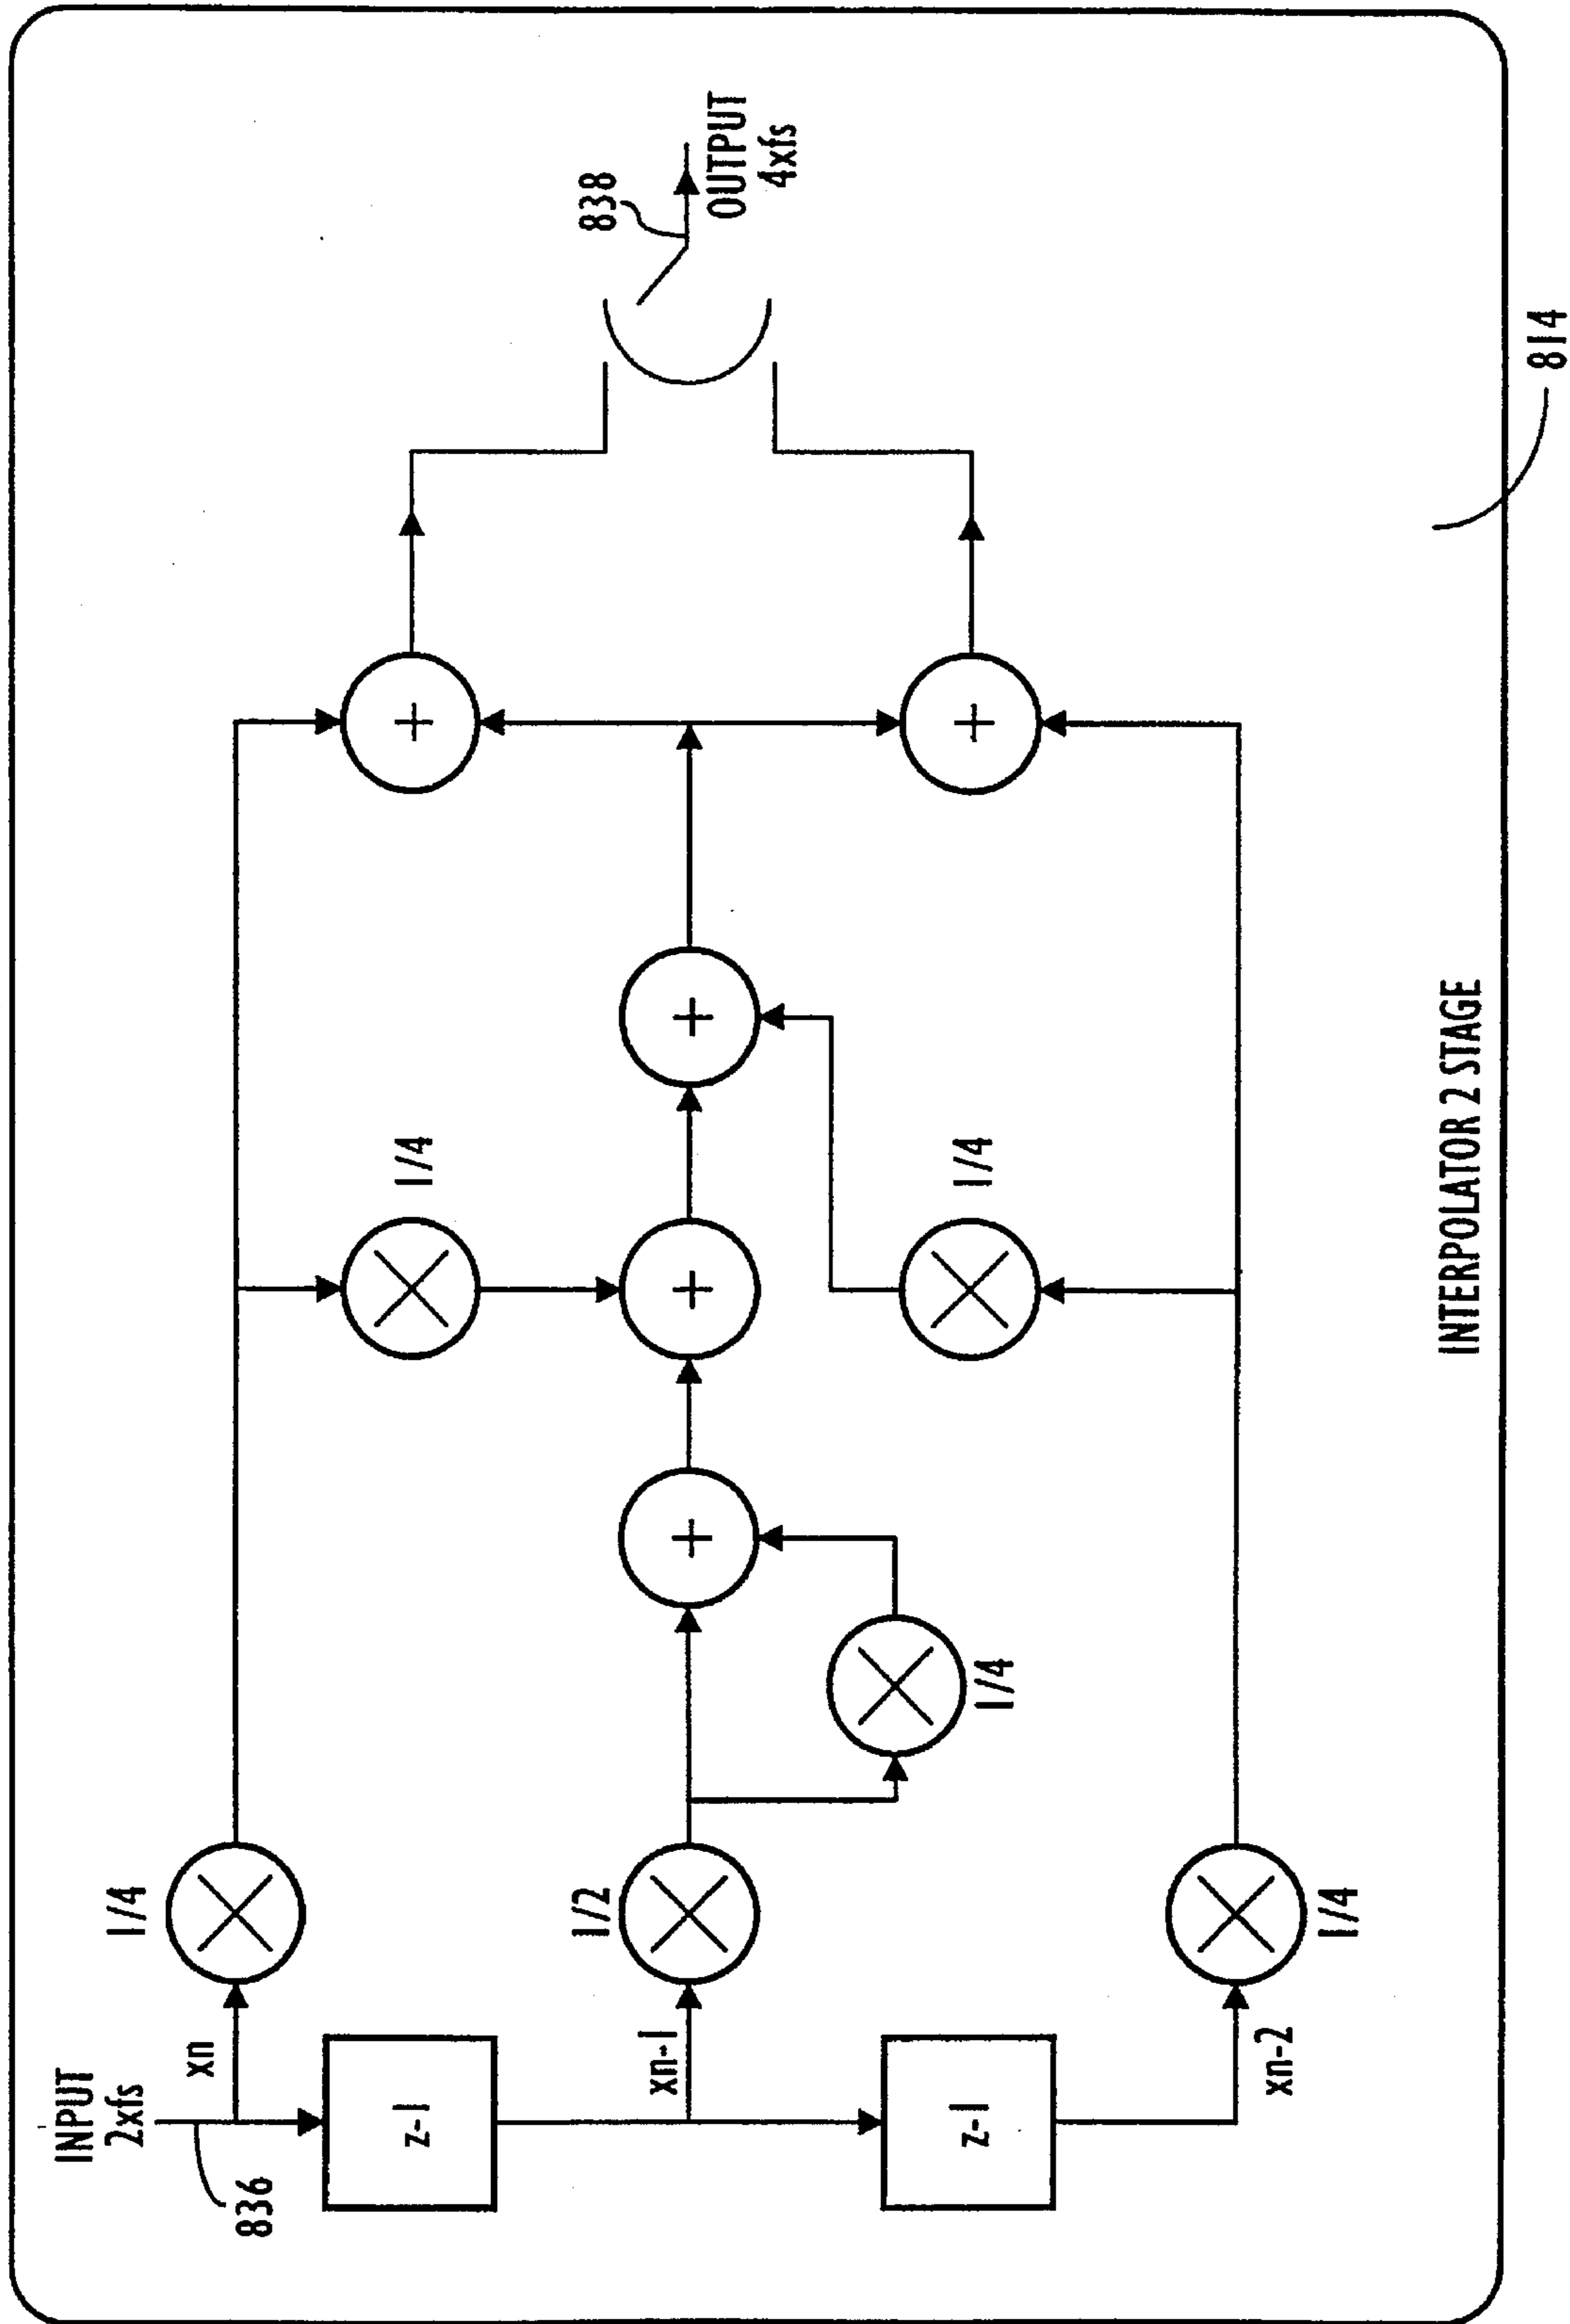 INPUT
2xfs
836
xn
z-1
xn-1
z-1
xn-2
1/4
1/2
1/4
1/4
1/4
1/4
+
+
+
+
+
838
OUTPUT
4xfs
INTERPOLATOR 2 STAGE
814